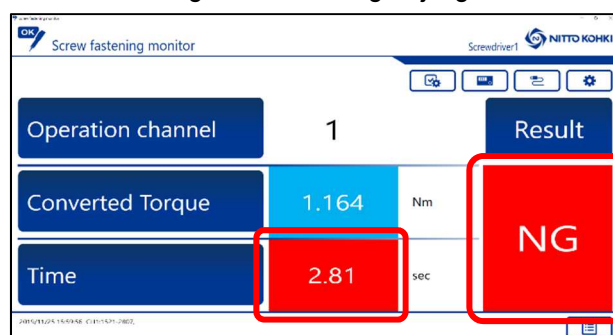 OK
Screw fastening monitor
Screwdriver1
NITTO KOHKI
Operation channel
1
Result
Converted Torque
1.164
Nm
NG
Time
2.81
sec